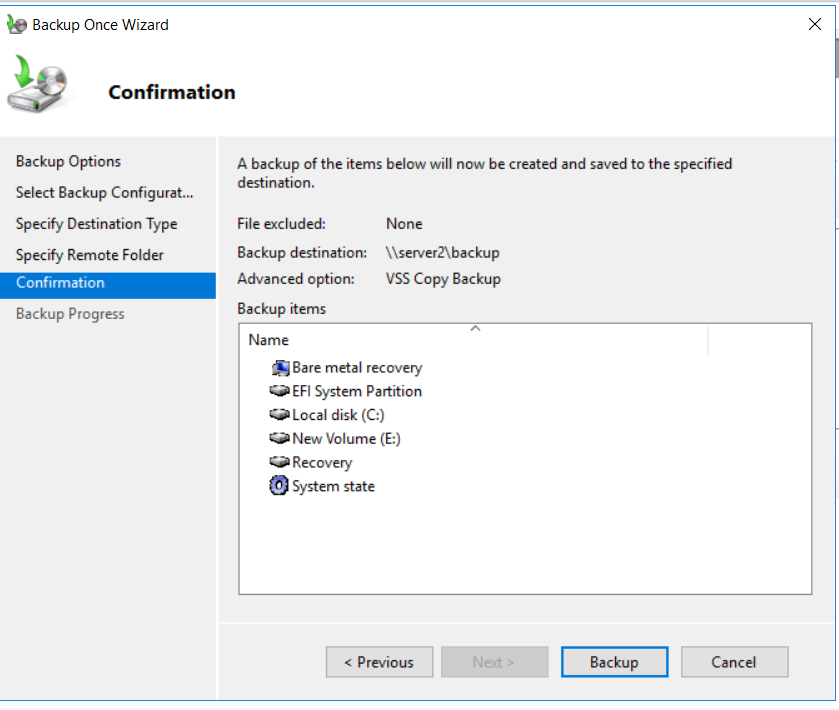 Backup Once Wizard
Confirmation
Backup Options
Select Backup Configurat...
Specify Destination Type
Specify Remote Folder
Confirmation
Backup Progress
A backup of the items below will now be created and saved to the specified
destination.
File excluded: None
Backup destination: \\server2\backup
Advanced option: VSS Copy Backup
Backup items
Name
Bare metal recovery
EFI System Partition
Local disk (C:)
New Volume (E:)
Recovery
System state
< Previous Next > Backup Cancel